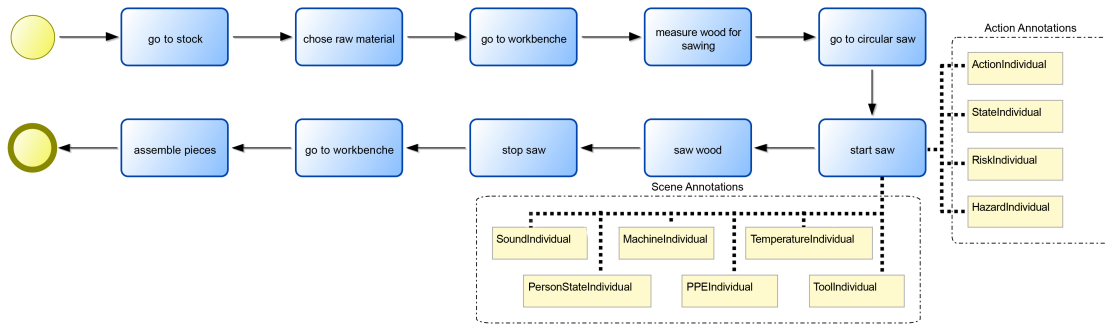 go to stock
chose raw material
go to workbenche
measure wood for
sawing
go to circular saw
Action Annotations
ActionIndividual
StateIndividual
RiskIndividual
HazardIndividual
assemble pieces
go to workbenche
stop saw
saw wood
start saw
Scene Annotations
SoundIndividual
MachineIndividual
TemperatureIndividual
PersonStateIndividual
PPEIndividual
ToolIndividual